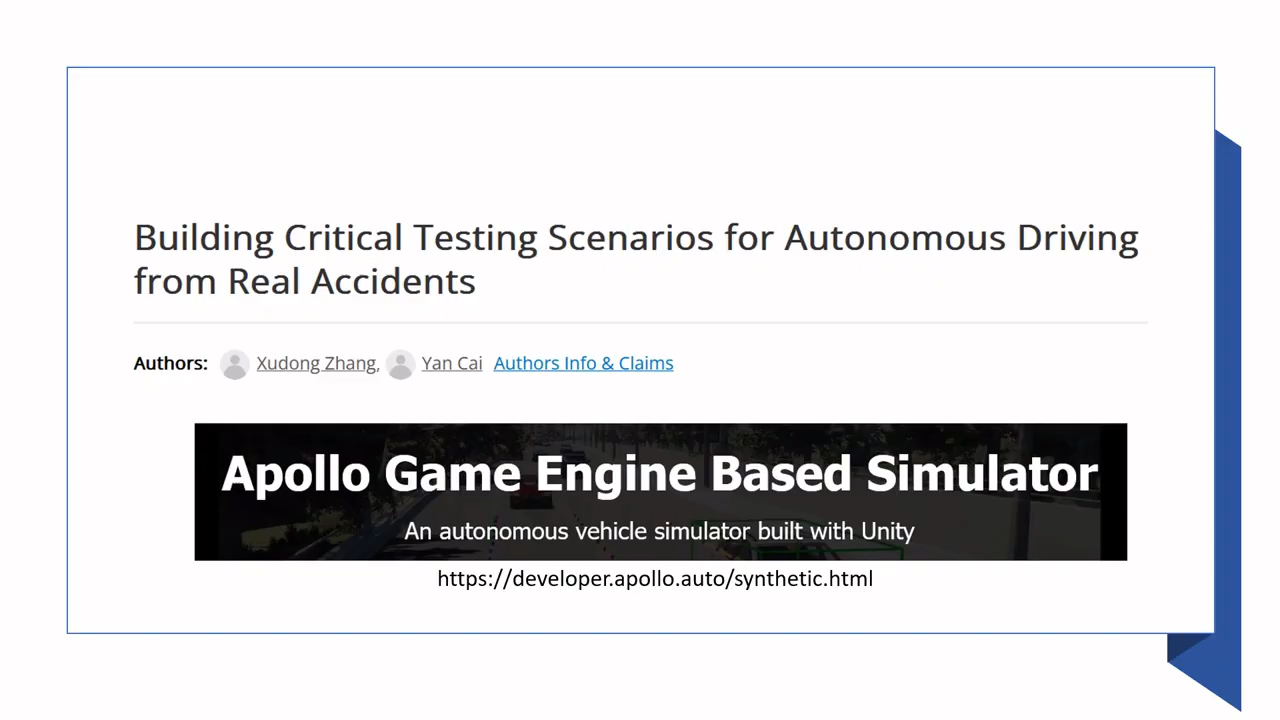 Building Critical Testing Scenarios for Autonomous Driving
from Real Accidents
Authors: Xudong Zhang, Yan Cai Authors Info & Claims
Apollo Game Engine Based Simulator
An autonomous vehicle simulator built with Unity
https://developer.apollo.auto/synthetic.html